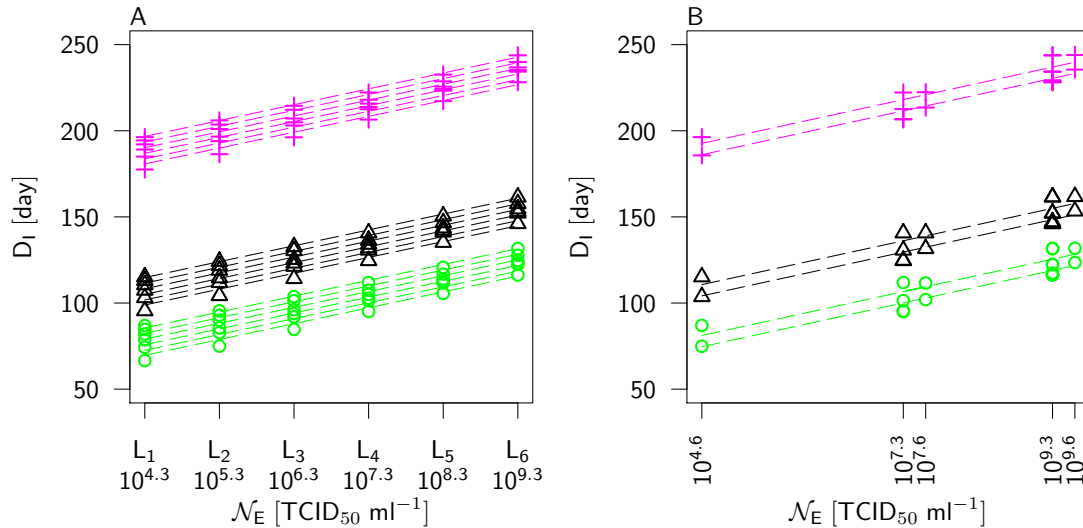 A
B
250
200
150
100
50
D_I [day]
L_1 L_2 L_3 L_4 L_5 L_6
10^4.3 10^5.3 10^6.3 10^7.3 10^8.3 10^9.3
𝒩_E [TCID_50 ml^−1]
250
200
150
100
50
D_I [day]
10^4.6 10^7.3 10^7.6 10^9.3 10^9.6
𝒩_E [TCID_50 ml^−1]